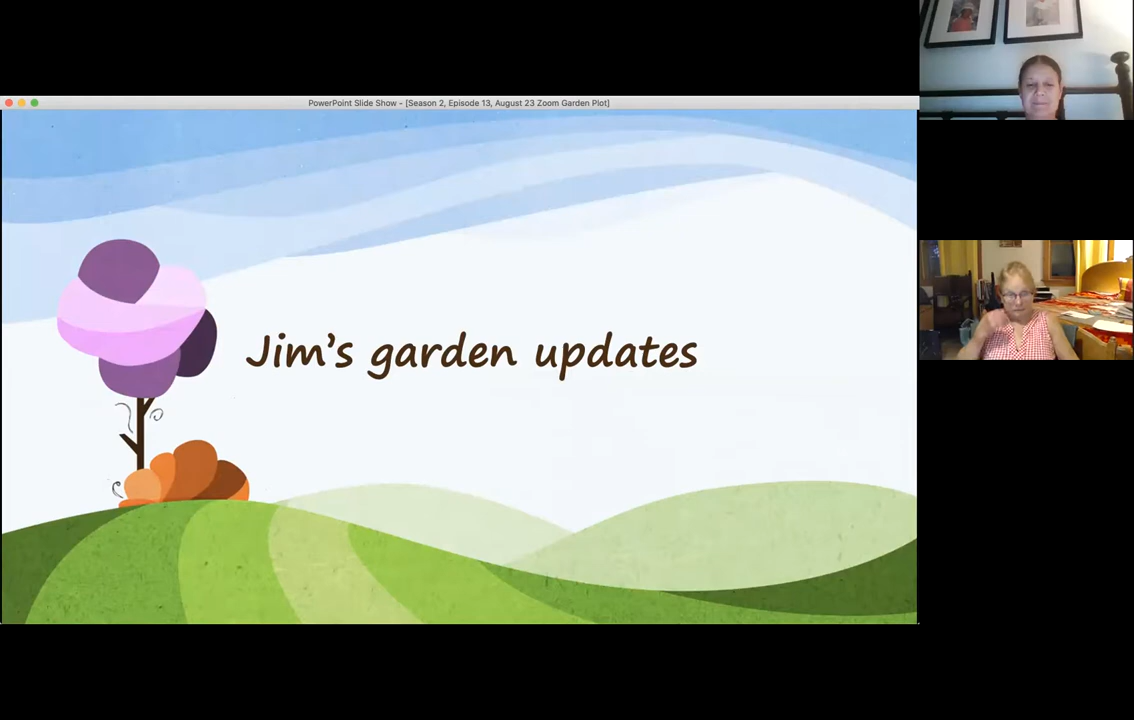 PowerPoint Slide Show - [Season 2, Episode 13, August 23 Zoom Garden Plot]
Jim's garden updates